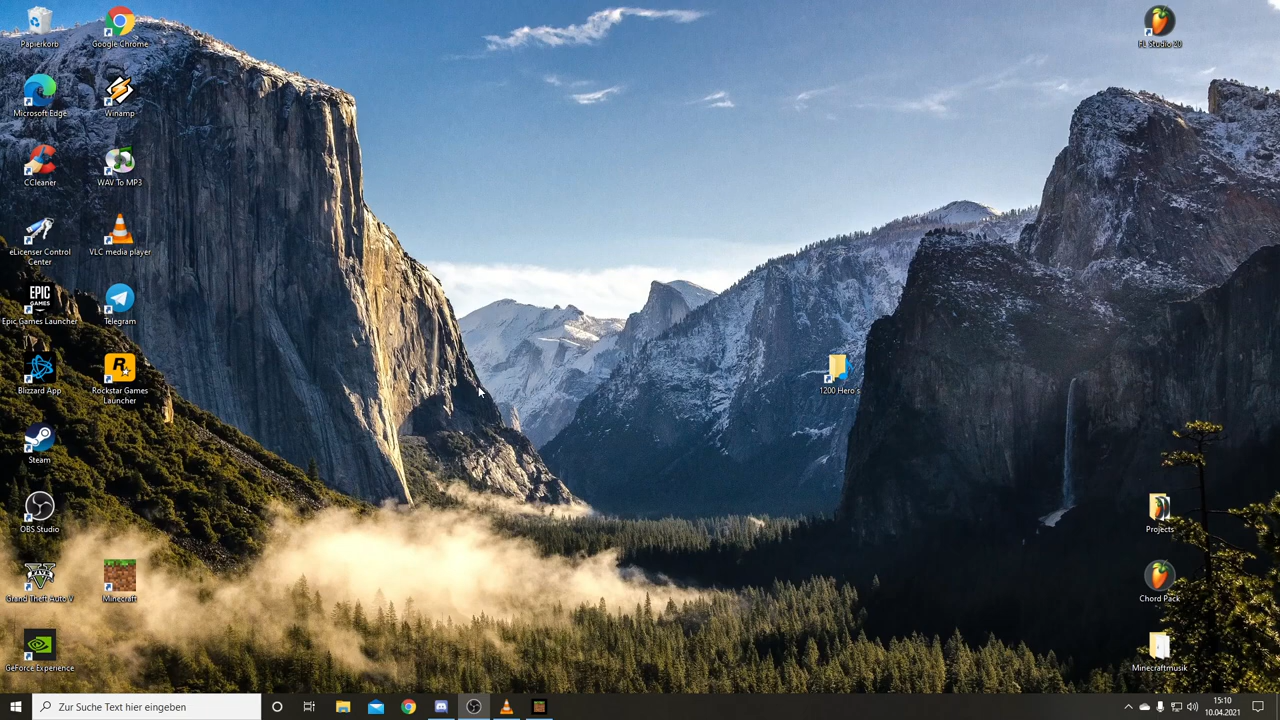 Papierkorb
Google Chrome
FL Studio 20
Microsoft Edge
Winamp
CCleaner
WAV To MP3
eLicenser Control
Center
VLC media player
EPIC
GAMES
Epic Games Launcher
Telegram
Blizzard App
Rockstar Games
Launcher
1200 Hero's
Steam
OBS Studio
Projects
Grand Theft Auto V
Minecraft
Chord Pack
GeForce Experience
Minecraftmusik
Zur Suche Text hier eingeben
15:10
10.04.2021